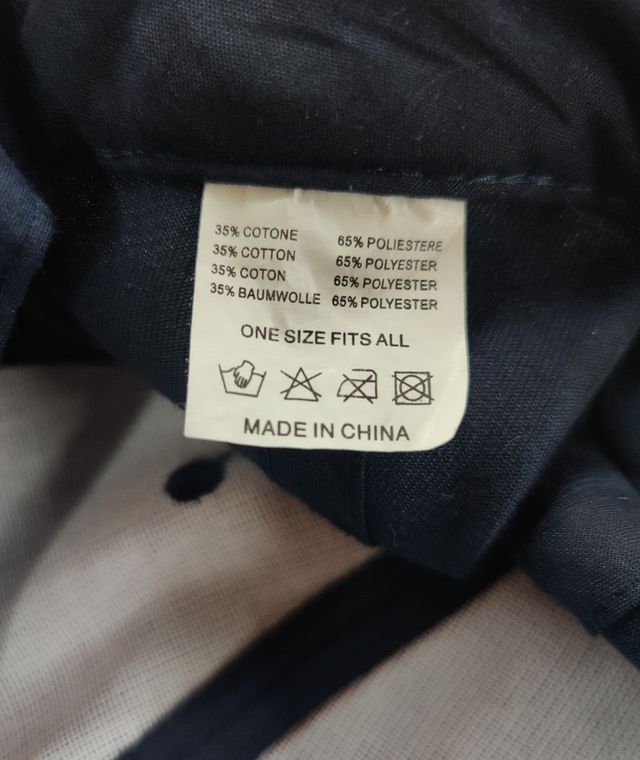 35% COTONE 65% POLIESTERE
35% COTTON 65% POLYESTER
35% COTON 65% POLYESTER
35% BAUMWOLLE 65% POLYESTER
ONE SIZE FITS ALL
MADE IN CHINA